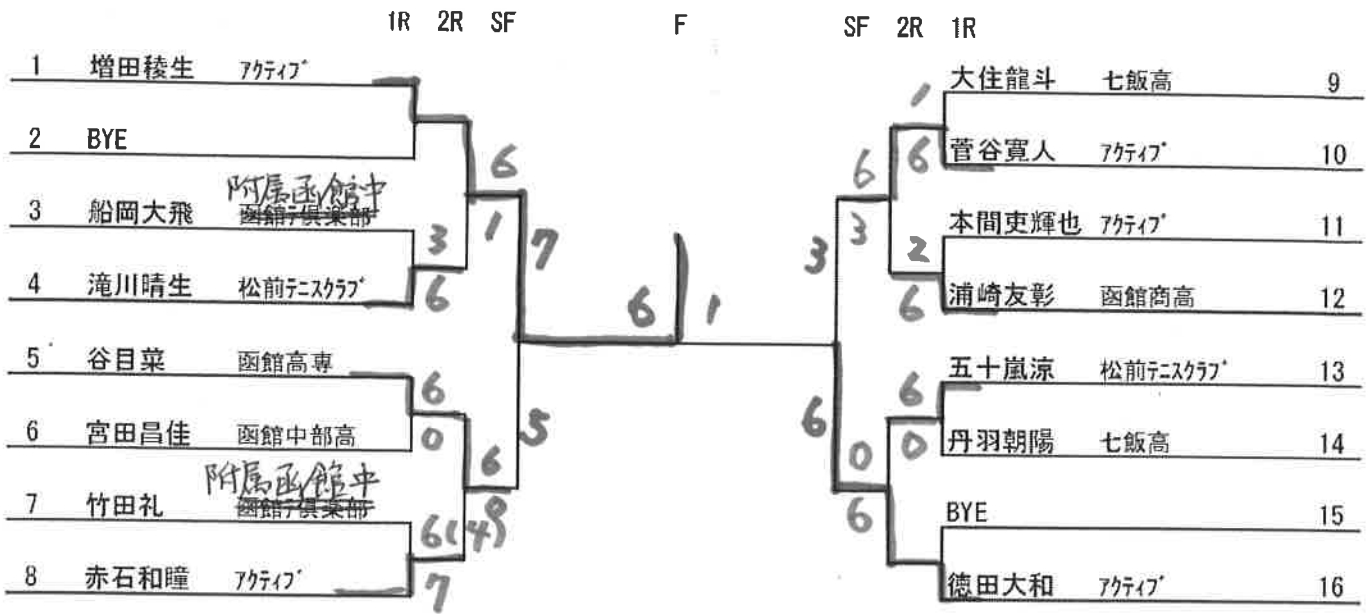 1R 2R SF F SF 2R 1R
1 増田稜生 アクティブ
2 BYE
附属函館中
3 船岡大飛 函館テ倶楽部
4 滝川晴生 松前テニスクラブ
5 谷目菜 函館高専
6 宮田昌佳 函館中部高
附属函館中
7 竹田礼 函館テ倶楽部
8 赤石和瞳 アクティブ
3
6
6
0
6(4)
7
6
1
6
0
7
5
6 1
3
6
6
3
0
6
1
6
2
6
6
0
大住龍斗 七飯高 9
菅谷寛人 アクティブ 10
本間吏輝也 アクティブ 11
浦崎友彰 函館商高 12
五十嵐涼 松前テニスクラブ 13
丹羽朝陽 七飯高 14
BYE 15
徳田大和 アクティブ 16